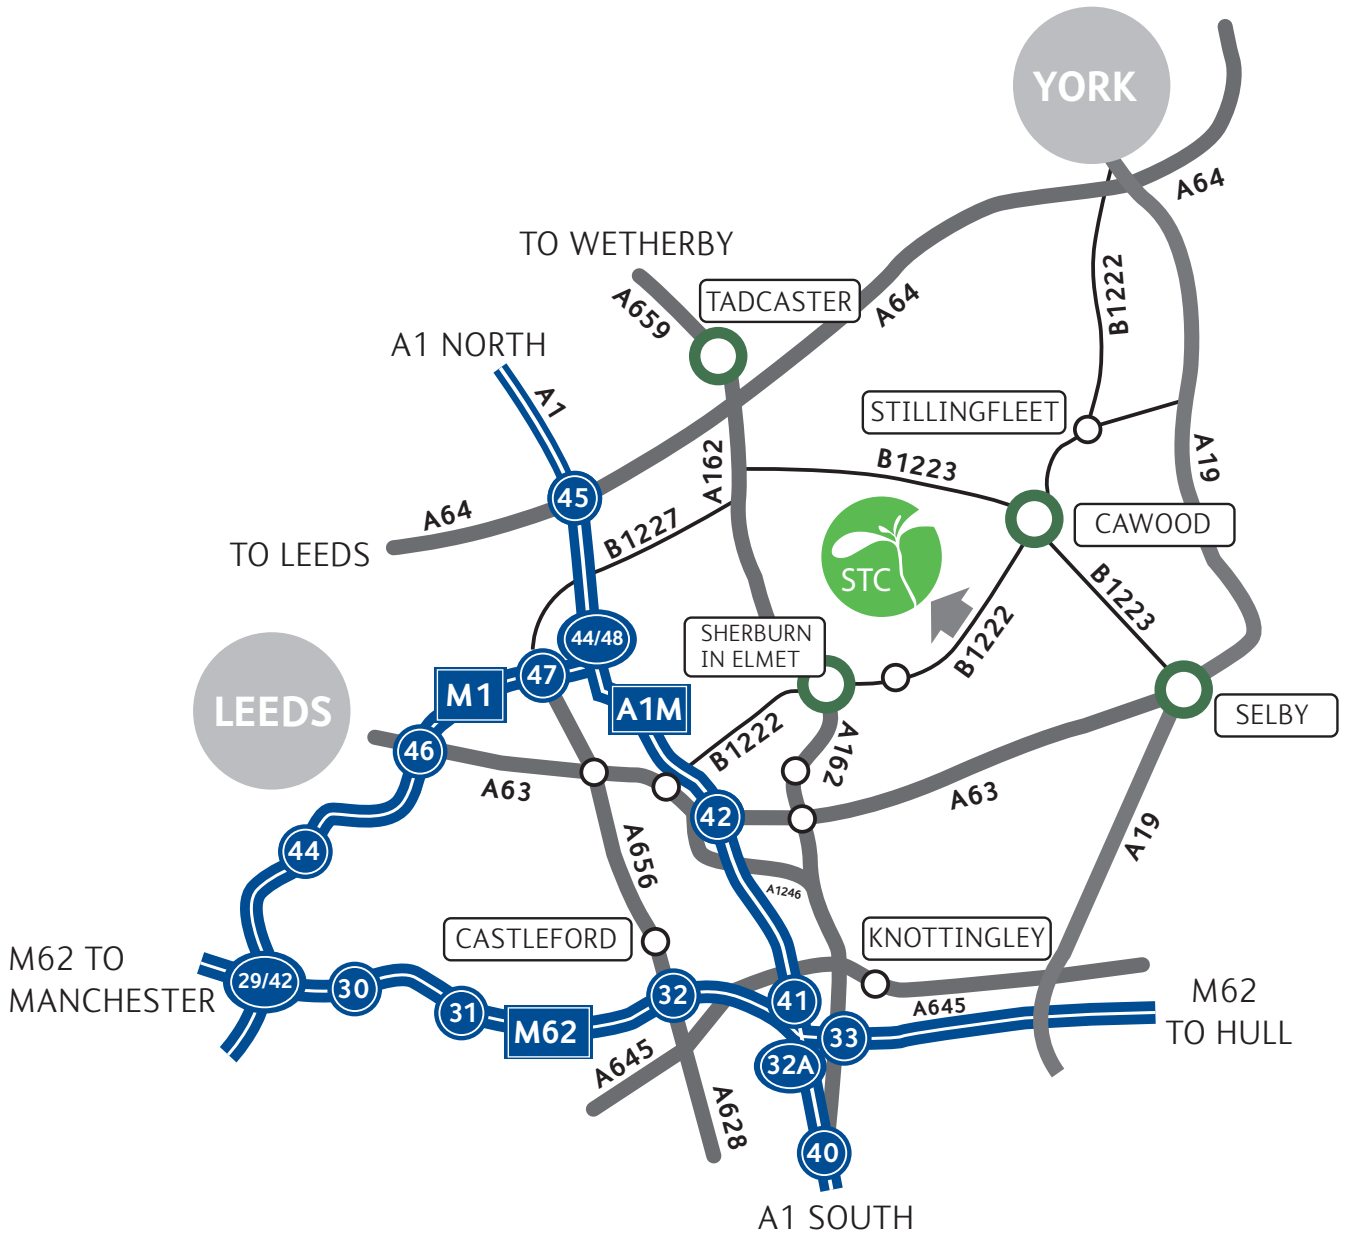 YORK
A64
TO WETHERBY
B1222
A659
TADCASTER
A64
A1 NORTH
A1
STILLINGFLEET
A162
B1223
A19
45
A64
B1227
CAWOOD
TO LEEDS
STC
B1223
44/48
SHERBURN
IN ELMET
B1222
47
M1
A1M
LEEDS
SELBY
46
B1222
A162
A63
A63
42
A19
44
A656
A1246
CASTLEFORD
KNOTTINGLEY
M62 TO
MANCHESTER
29/42
30
32
41
A645
M62
TO HULL
31
M62
33
A645
32A
A628
40
A1 SOUTH